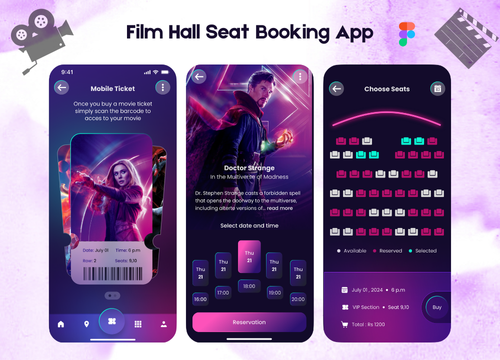 Film Hall Seat Booking App
9:41
Mobile Ticket
Once you buy a movie ticket
simply scan the barcode to
acces to your movie
Date: July 01
Time: 6 p.m
Row: 2
Seats: 9,10
Doctor Strange
In the Multiverse of Madness
Dr. Stephen Strange casts a forbidden spell
that opens the doorway to the multiverse,
including alterte versions of... read more
Select date and time
Thu
21
16:00
Thu
21
17:00
Thu
21
18:00
Thu
21
19:00
Thu
21
20:00
Reservation
Choose Seats
Available
Reserved
Selected
July 01, 2024 • 6 p.m
VIP Section • Seat 9,10
Total : Rs 1200
Buy